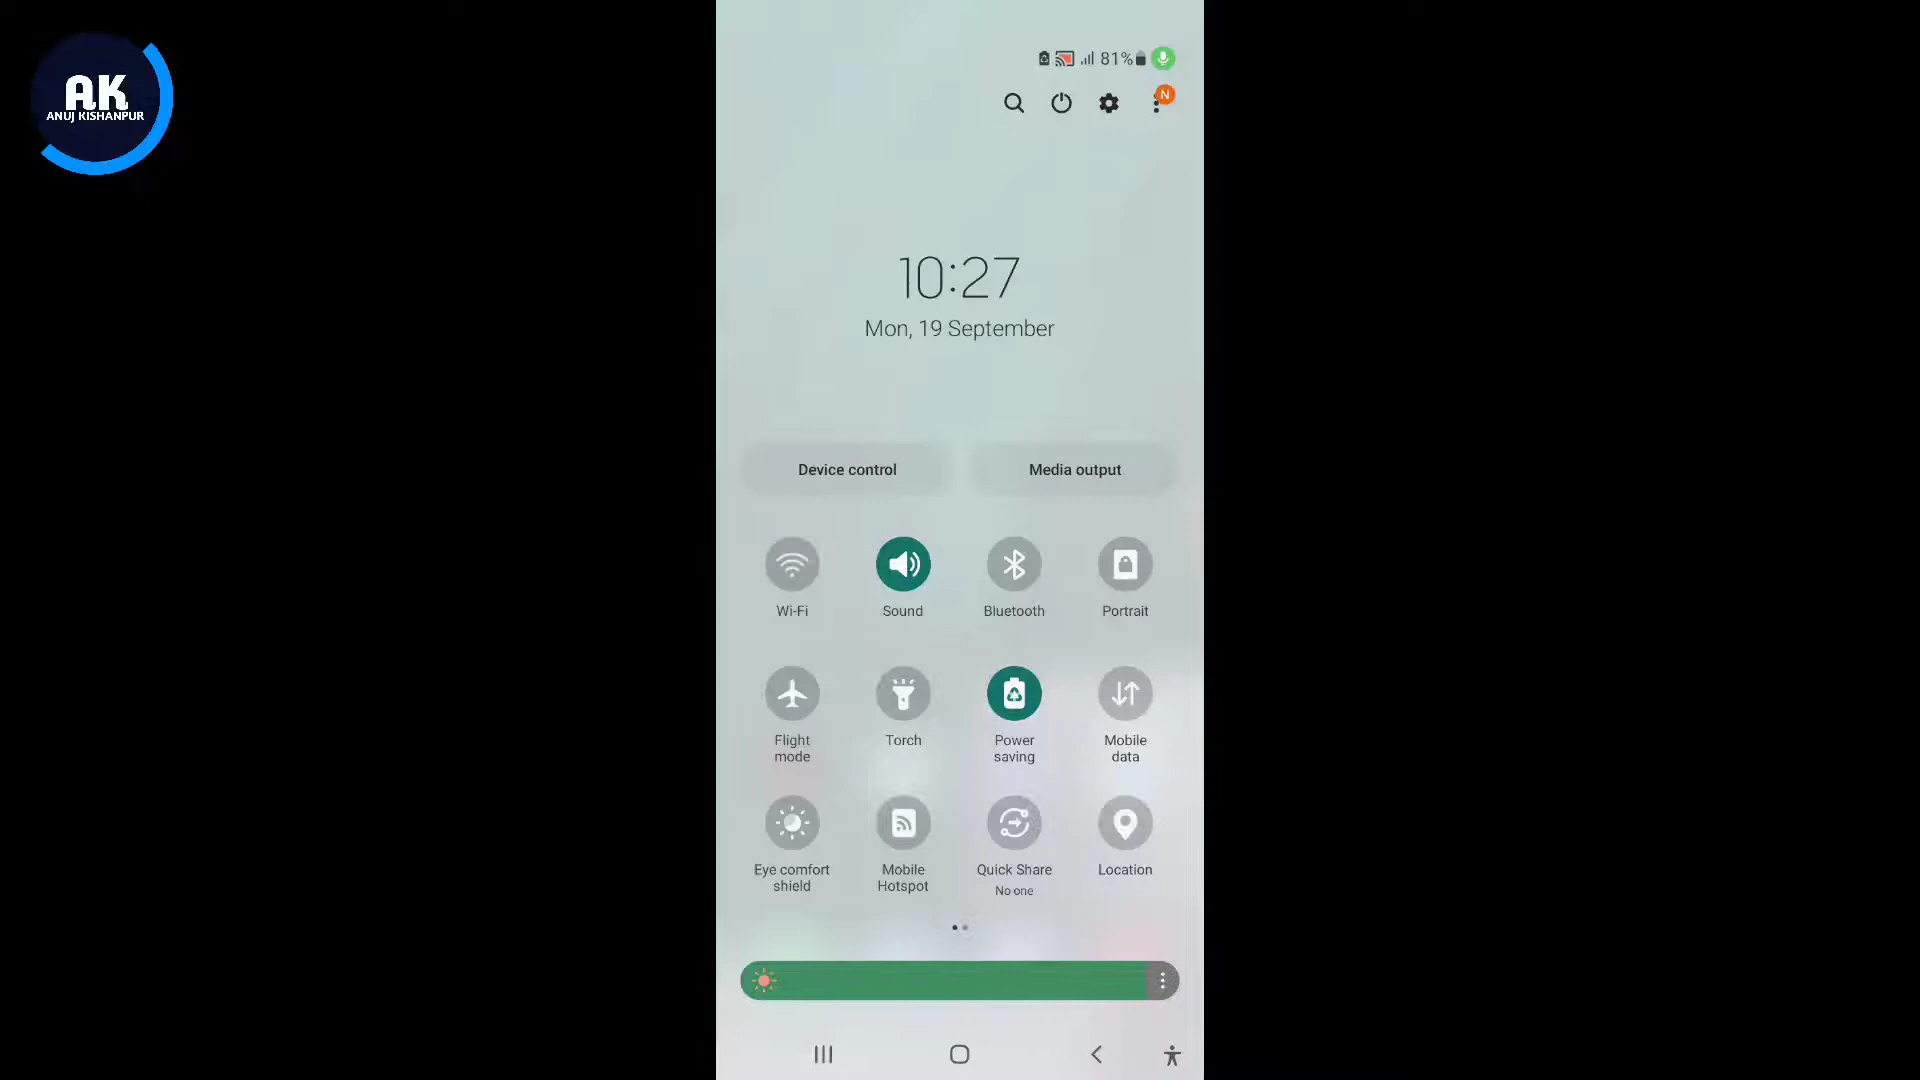 AK
ANUJ KISHANPUR
81%
N
10:27
Mon, 19 September
Device control
Media output
Wi-Fi
Sound
Bluetooth
Portrait
Flight
mode
Torch
Power
saving
Mobile
data
Eye comfort
shield
Mobile
Hotspot
Quick Share
No one
Location